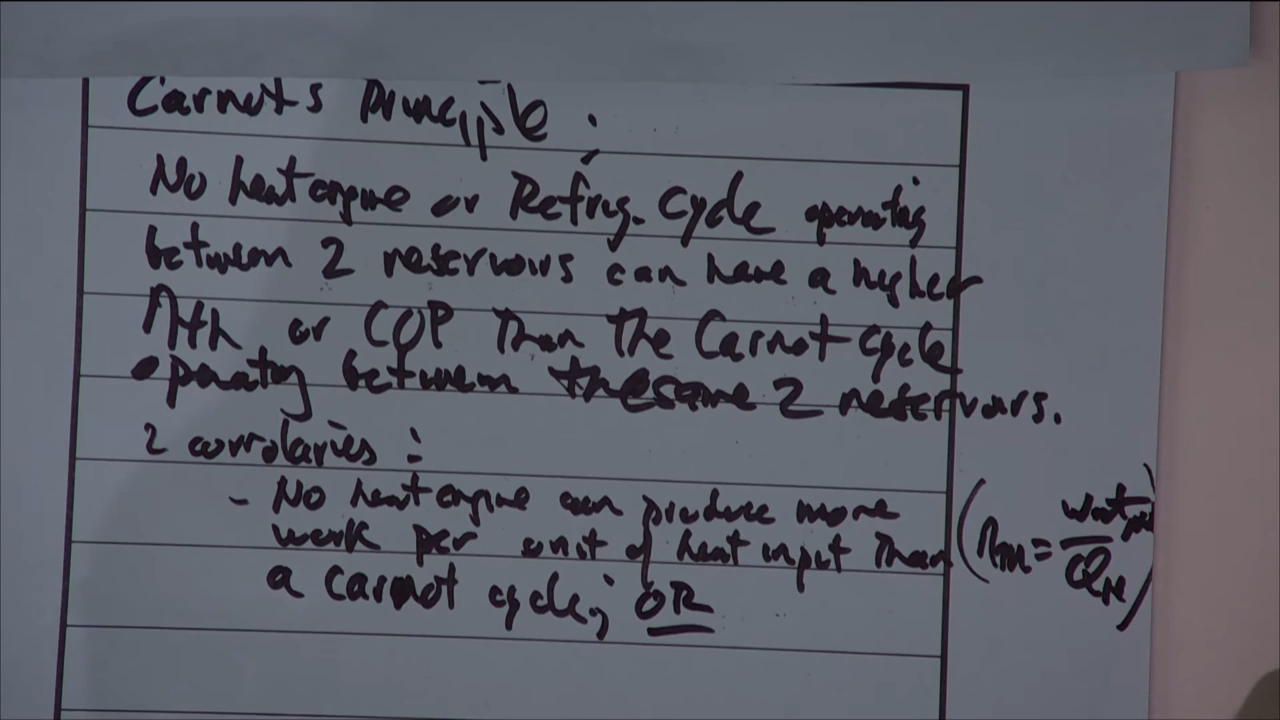 Carnot's Principle :
No heat engine or Refrig. Cycle operating
between 2 reservoirs can have a higher
ηth or COP Than The Carnot cycle
operating between the same 2 reservoirs.
2 corrolaries :
- No heat engine can produce more
work per unit of heat input Than
a carnot cycle; OR
(ηth = Wout,net / QH)